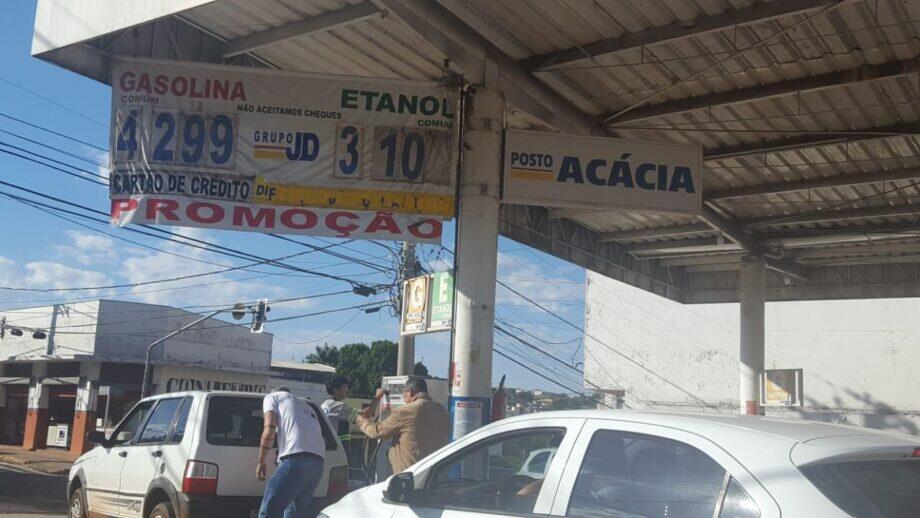 GASOLINA
COMUM
NÃO ACEITAMOS CHEQUES
ETANOL
COMUM
4 299
GRUPO JD
3 10
CARTÃO DE CRÉDITO
DIF
PROMOÇÃO
POSTO ACÁCIA
G
E
ETANOL